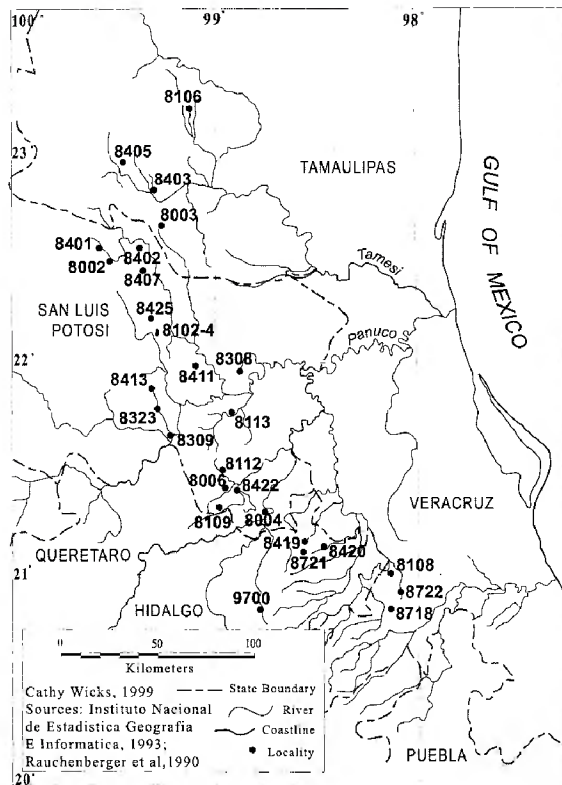 100° 99° 98°
8106
23°
8405
TAMAULIPAS
8403
GULF OF MEXICO
8003
8401
8402
8002
8407
Tamesi
SAN LUIS
POTOSI
8425
8102-4
Panuco
22°
8308
8411
8413
8323
8113
8309
8112
8006
8422
VERACRUZ
8109
8004
QUERETARO
8419
8420
8721
21°
8108
9700
8722
HIDALGO
8718
0 50 100
Kilometers
Cathy Wicks, 1999
Sources: Instituto Nacional
de Estadistica Geografia
E Informatica, 1993;
Rauchenberger et al,1990
State Boundary
River
Coastline
Locality
PUEBLA
20°